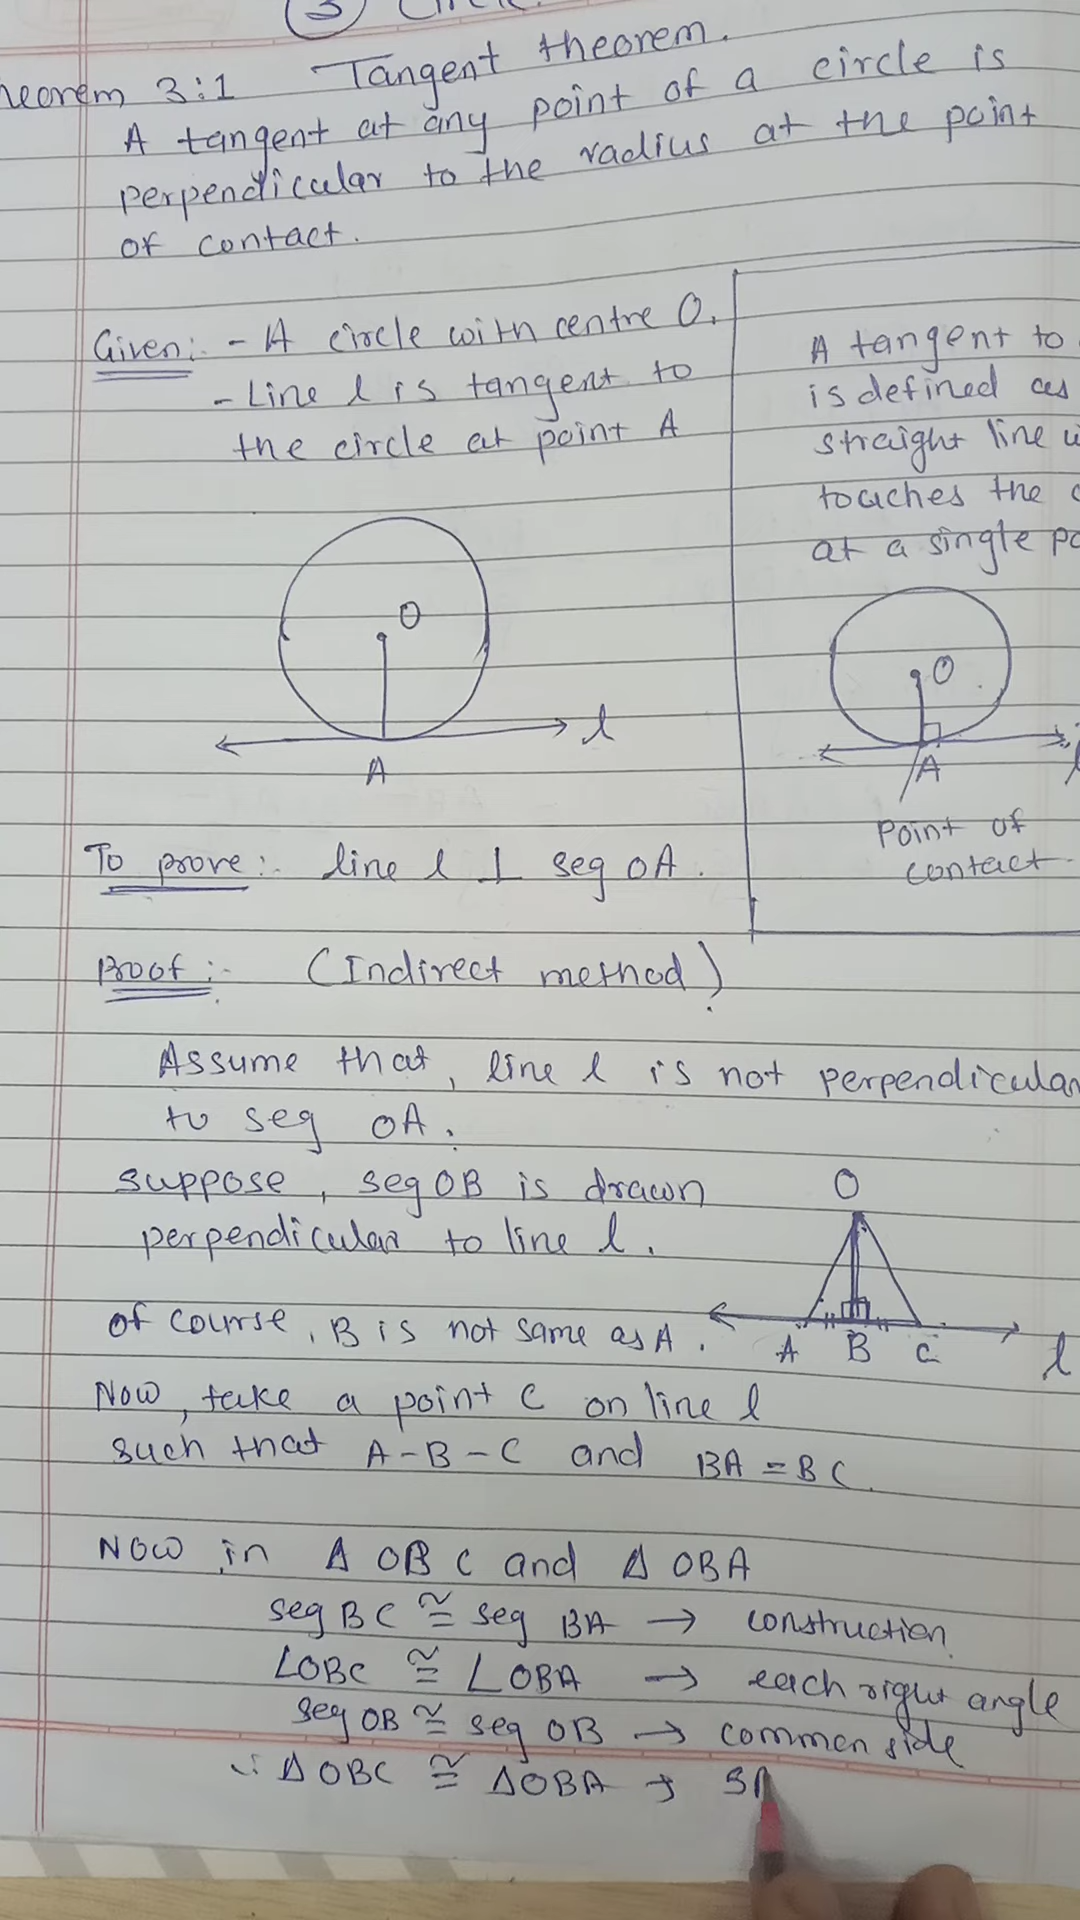 ③ Circle.
heorem 3:1 Tangent theorem.
A tangent at any point of a circle is
perpendicular to the radius at the point
of contact.
Given:- - A circle with centre O.
- Line l is tangent to
the circle at point A
O
l
A
A tangent to
is defined as
straight line
touches the
at a single
O
A
Point of
contact
To prove:- line l ⊥ seg OA.
Proof:- (Indirect method)
Assume that, line l is not perpendicular
to seg OA.
suppose, seg OB is drawn
perpendicular to line l.
of course, B is not same as A.
O
A B C l
Now, take a point C on line l
such that A-B-C and BA = BC.
Now in Δ OBC and Δ OBA
seg BC ≅ seg BA → construction
∠OBC ≅ ∠OBA → each right angle
seg OB ≅ seg OB → common side
∴ ΔOBC ≅ ΔOBA →